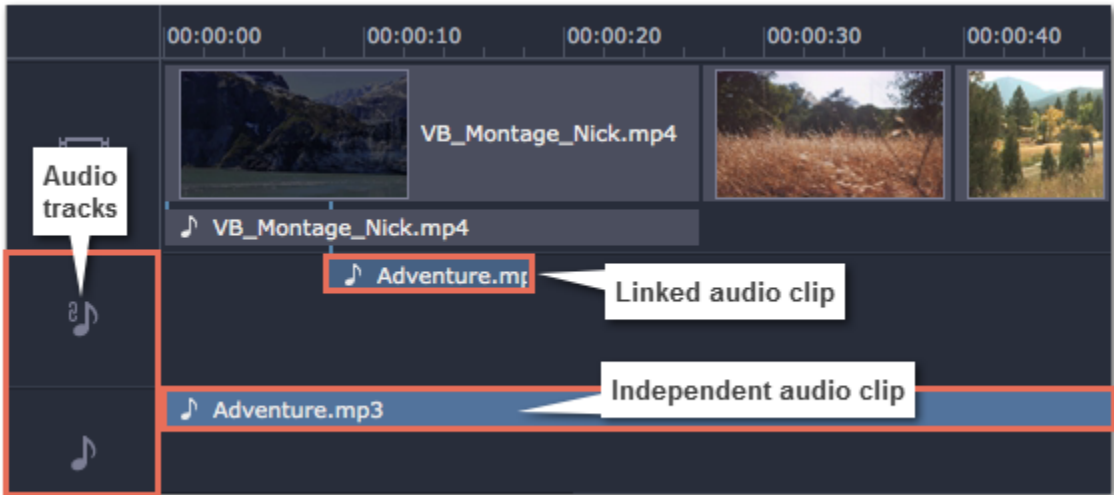 00:00:00 00:00:10 00:00:20 00:00:30 00:00:40
VB_Montage_Nick.mp4
Audio
tracks
VB_Montage_Nick.mp4
Adventure.mp
Linked audio clip
Independent audio clip
Adventure.mp3